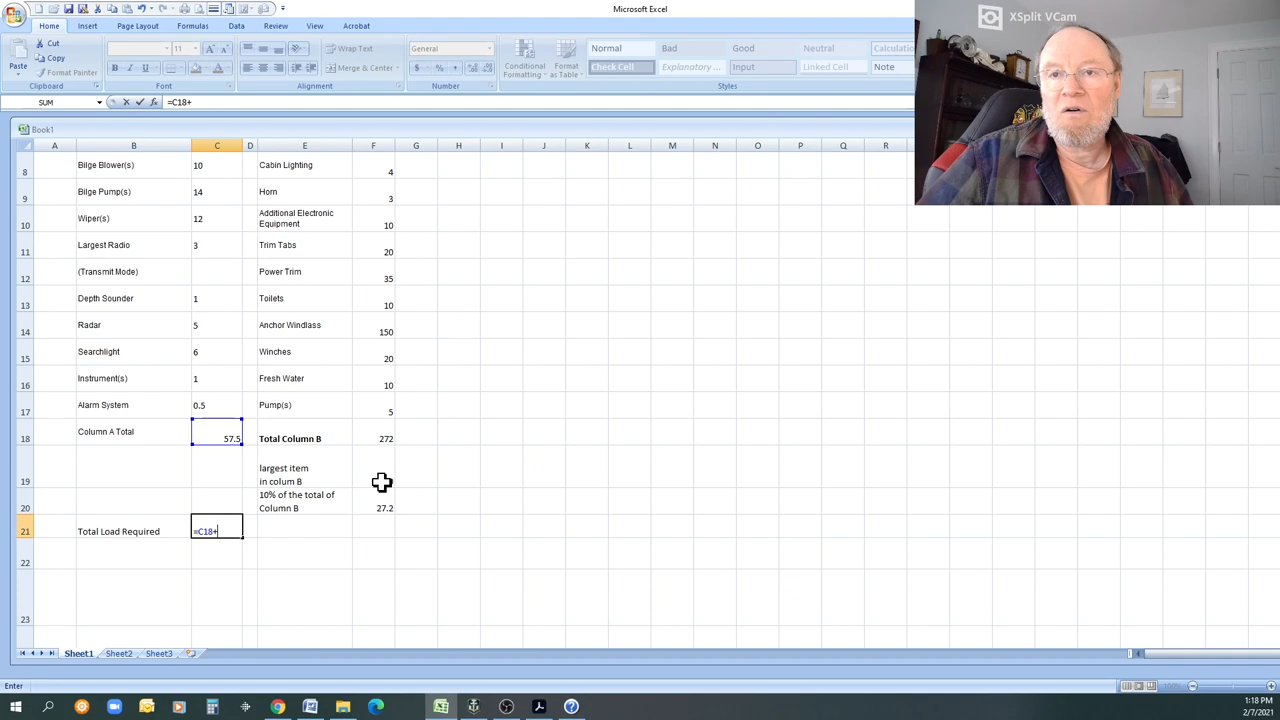 Microsoft Excel
XSplit VCam
Home Insert Page Layout Formulas Data Review View Acrobat
Cut
Copy
Format Painter
Paste
11
Wrap Text
Merge & Center
General
Conditional Formatting
Format as Table
Normal Bad Good Neutral Calculation
Check Cell Explanatory ... Input Linked Cell Note
Clipboard Font Alignment Number Styles
SUM =C18+
Book1
A B C D E F G H I J K L M N O P Q R
8 Bilge Blower(s) 10 Cabin Lighting 4
9 Bilge Pump(s) 14 Horn 3
10 Wiper(s) 12 Additional Electronic Equipment 10
11 Largest Radio 3 Trim Tabs 20
12 (Transmit Mode) Power Trim 35
13 Depth Sounder 1 Toilets 10
14 Radar 5 Anchor Windlass 150
15 Searchlight 6 Winches 20
16 Instrument(s) 1 Fresh Water 10
17 Alarm System 0.5 Pump(s) 5
18 Column A Total 57.5 Total Column B 272
19 largest item
in colum B
20 10% of the total of
Column B 27.2
21 Total Load Required =C18+
22
23
Sheet1 Sheet2 Sheet3
Enter
1:18 PM
2/7/2021